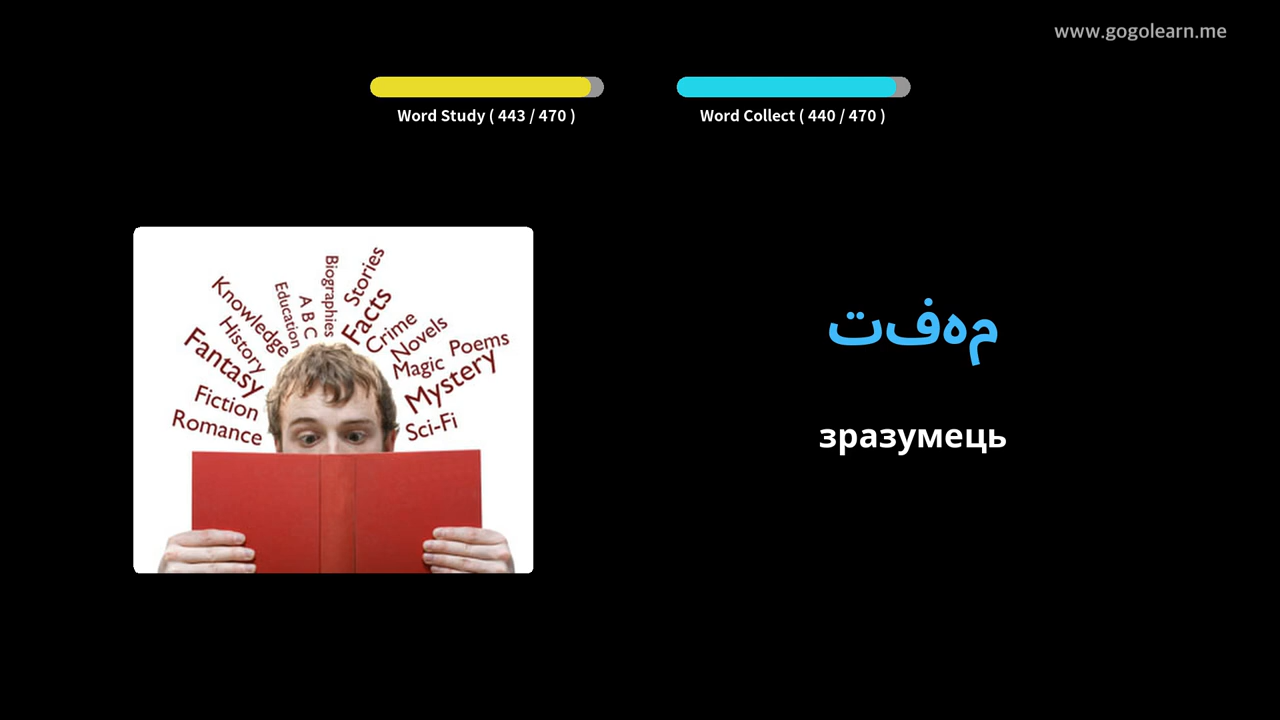 www.gogolearn.me
Word Study ( 443 / 470 )
Word Collect ( 440 / 470 )
Knowledge
History
Fantasy
Fiction
Romance
Education
A B C
Biographies
Stories
Facts
Crime
Novels
Magic
Poems
Mystery
Sci-Fi
مهفت
зразумець